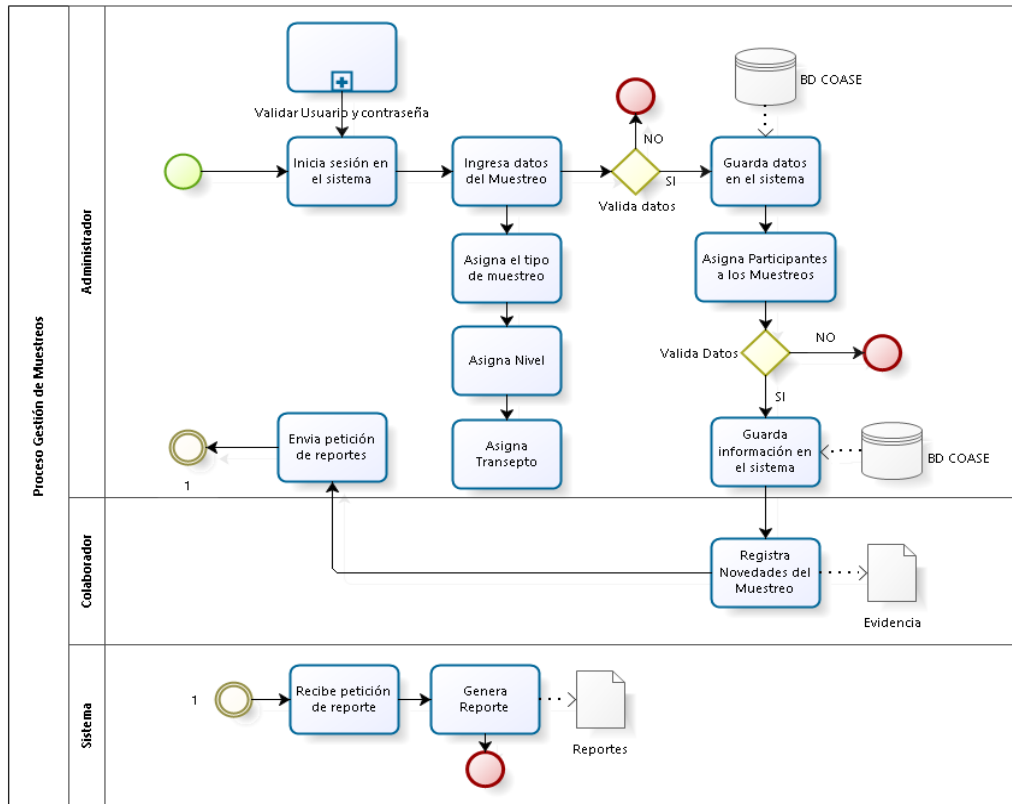 Proceso Gestión de Muestreos
Administrador
Validar Usuario y contraseña
Inicia sesión en
el sistema
Ingresa datos
del Muestreo
NO
SI
Valida datos
BD COASE
Guarda datos
en el sistema
Asigna el tipo
de muestreo
Asigna Participantes
a los Muestreos
Asigna Nivel
Valida Datos
NO
SI
Asigna
Transepto
Envia petición
de reportes
1
Guarda
información en
el sistema
BD COASE
Colaborador
Registra
Novedades del
Muestreo
Evidencia
Sistema
1
Recibe petición
de reporte
Genera
Reporte
Reportes